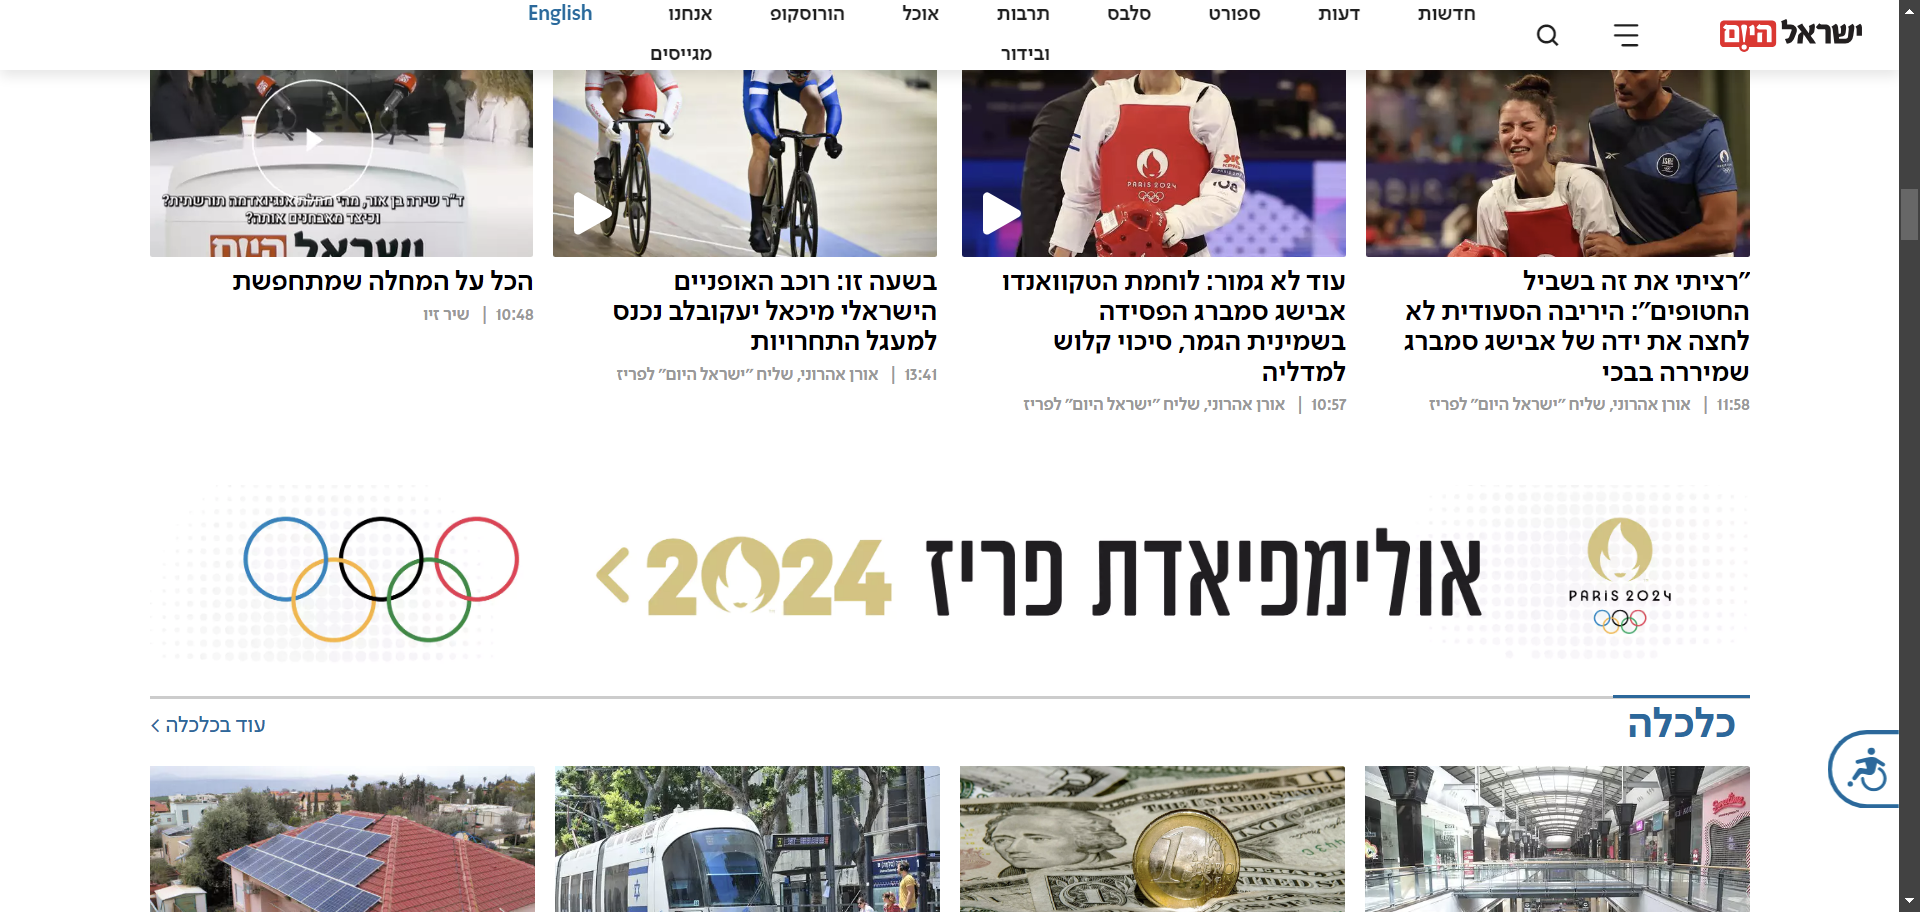 ישראל היום
חדשות
דעות
ספורט
סלבס
תרבות
ובידור
אוכל
הורוסקופ
אנחנו
מגייסים
English
PARIS 2024
ד"ר שירה בן אור, מהי מחלת אנגיואדמה תורשתית?
וכיצד מאבחנים אותה?
ישראל היום
"רציתי את זה בשביל
החטופים": היריבה הסעודית לא
לחצה את ידה של אבישג סמברג
שמיררה בבכי
11:58 | אורן אהרוני, שליח "ישראל היום" לפריז
עוד לא גמור: לוחמת הטקוואנדו
אבישג סמברג הפסידה
בשמינית הגמר, סיכוי קלוש
למדליה
10:57 | אורן אהרוני, שליח "ישראל היום" לפריז
בשעה זו: רוכב האופניים
הישראלי מיכאל יעקובלב נכנס
למעגל התחרויות
13:41 | אורן אהרוני, שליח "ישראל היום" לפריז
הכל על המחלה שמתחפשת
10:48 | שיר זיו
PARIS 2024
אולימפיאדת פריז 2024
כלכלה
עוד בכלכלה